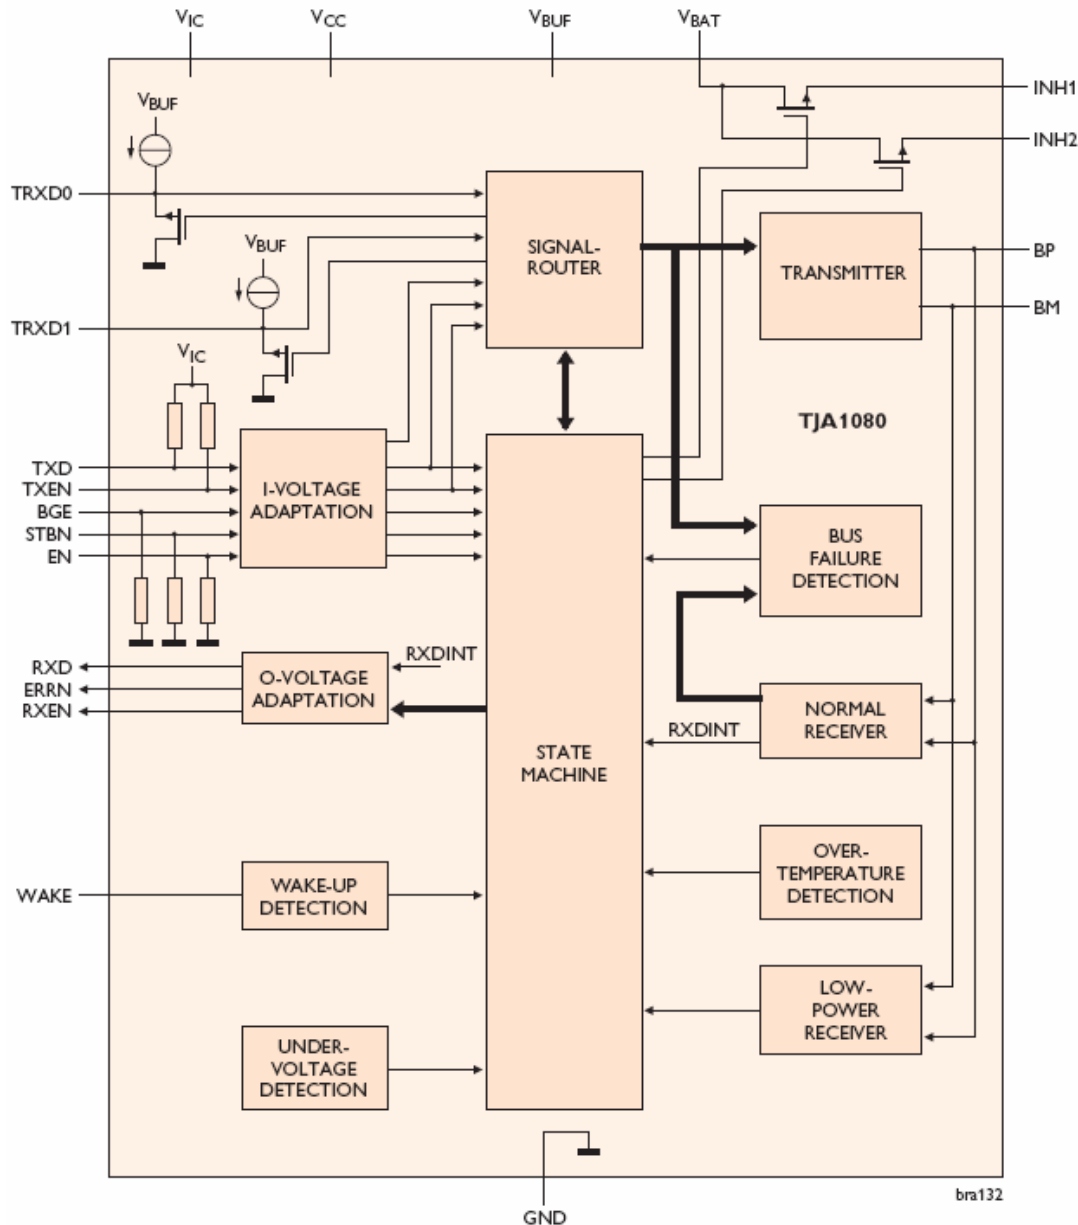 VIC
VCC
VBUF
VBAT
INH1
VBUF
INH2
TRXD0
VBUF
SIGNAL-
ROUTER
TRANSMITTER
BP
BM
TRXD1
VIC
TJA1080
TXD
TXEN
BGE
STBN
EN
I-VOLTAGE
ADAPTATION
BUS
FAILURE
DETECTION
RXD
ERRN
RXEN
O-VOLTAGE
ADAPTATION
RXDINT
STATE
MACHINE
RXDINT
NORMAL
RECEIVER
OVER-
TEMPERATURE
DETECTION
WAKE
WAKE-UP
DETECTION
LOW-
POWER
RECEIVER
UNDER-
VOLTAGE
DETECTION
bra132
GND